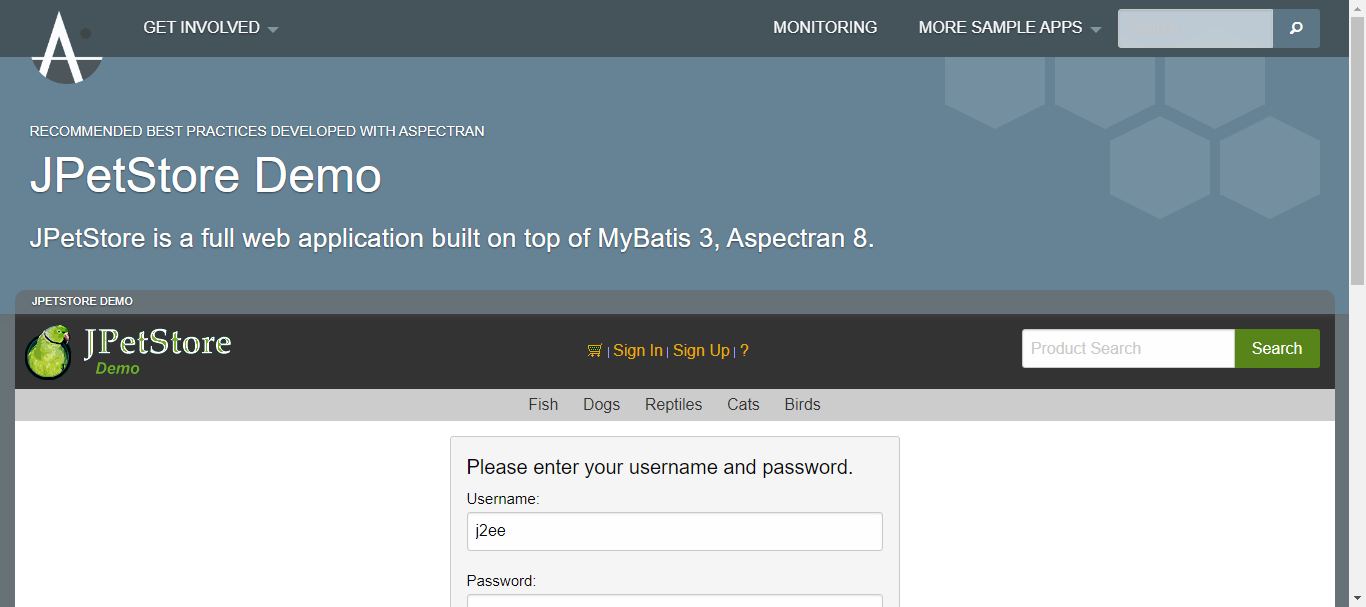 GET INVOLVED
MONITORING
MORE SAMPLE APPS
RECOMMENDED BEST PRACTICES DEVELOPED WITH ASPECTRAN
JPetStore Demo
JPetStore is a full web application built on top of MyBatis 3, Aspectran 8.
JPETSTORE DEMO
JPetStore
Demo
| Sign In | Sign Up | ?
Product Search
Search
Fish Dogs Reptiles Cats Birds
Please enter your username and password.
Username:
j2ee
Password: